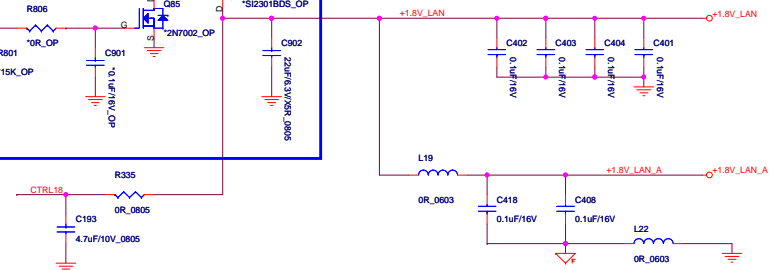 R806
*0R_OP
R801
15K_OP
C901
*0.1uF/16V_OP
Q85
G
S
D
*2N7002_OP
*SI2301BDS_OP
C902
22uF/6.3V/X5R_0805
+1.8V_LAN
+1.8V_LAN
C402
0.1uF/16V
C403
0.1uF/16V
C404
0.1uF/16V
C401
0.1uF/16V
CTRL18
R335
0R_0805
C193
4.7uF/10V_0805
L19
0R_0603
+1.8V_LAN_A
+1.8V_LAN_A
C418
0.1uF/16V
C408
0.1uF/16V
L22
0R_0603
F